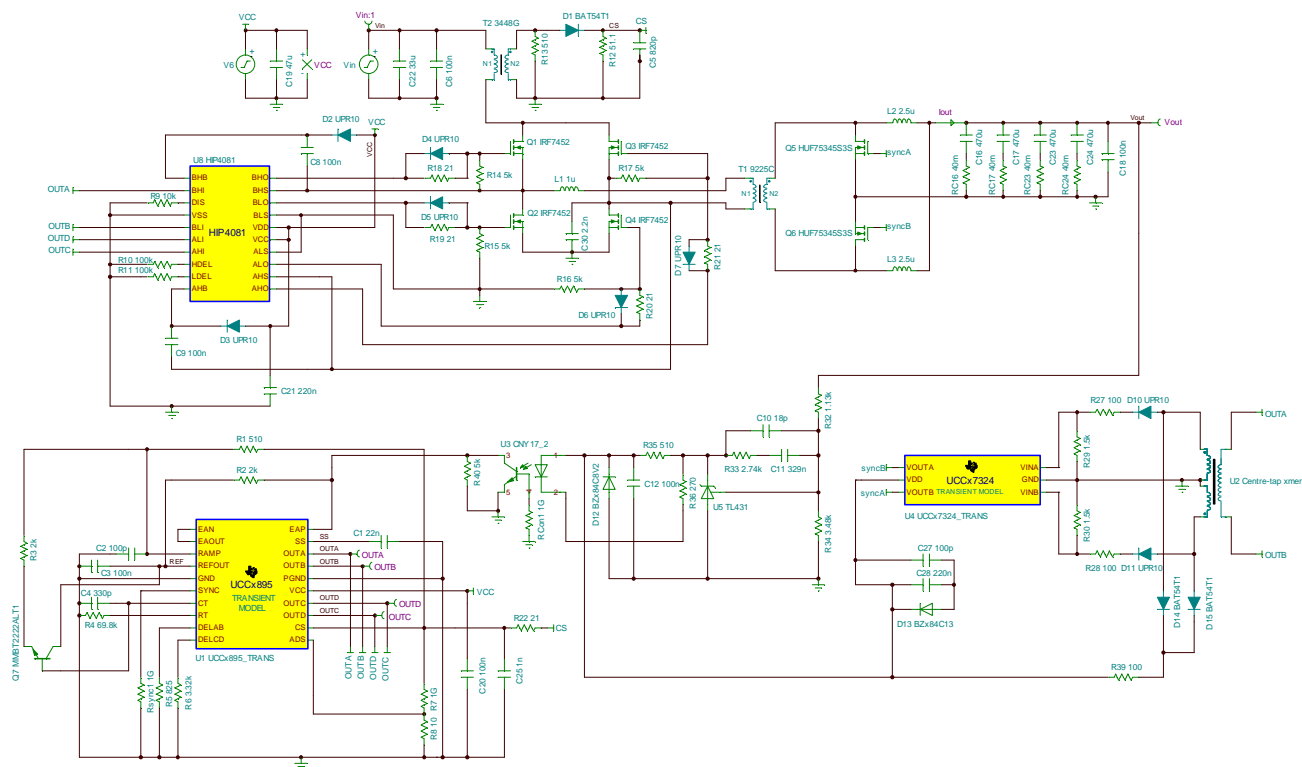 VCC
V6
C19 47u
VCC
Vin:1
Vin
Vin
C22 33u
C6 100n
T2 3448G
N1
N2
D1 BAT54T1
R13 510
CS
CS
R12 51.1
C5 820p
D2 UPR10
VCC
VCC
C8 100n
D4 UPR10
R18 21
R14 5k
Q1 IRF7452
Q3 IRF7452
R17 5k
L1 1u
U8 HIP4081
HIP4081
BHB
BHI
DIS
VSS
BLI
ALI
AHI
HDEL
LDEL
AHB
BHO
BHS
BLO
BLS
VDD
VCC
ALS
ALO
AHS
AHO
OUTA
OUTB
OUTD
OUTC
R9 10k
R10 100k
R11 100k
D5 UPR10
R19 21
R15 5k
Q2 IRF7452
Q4 IRF7452
C30 2.2n
D7 UPR10
R21 21
R16 5k
D6 UPR10
R20 21
D3 UPR10
C9 100n
C21 220n
T1 9225C
N1
N2
L2 2.5u
Q5 HUF75345S3S
syncA
Q6 HUF75345S3S
syncB
L3 2.5u
Iout
Vout
Vout
RC16 40m
C16 470u
RC17 40m
C17 470u
RC23 40m
C23 470u
RC24 40m
C24 470u
C18 100n
R32 1.13k
C10 18p
R33 2.74k
C11 329n
R34 3.48k
R35 510
R36 270
U5 TL431
C12 100n
D12 BZx84C8V2
U3 CNY17_2
3
5
1
2
R40 5k
RCon1 1G
R1 510
R2 2k
R3 2k
Q7 MMBT2222ALT1
C2 100p
C3 100n
REF
C4 330p
R4 69.8k
EAN
EAOUT
RAMP
REFOUT
GND
SYNC
CT
RT
DELAB
DELCD
EAP
SS
OUTA
OUTB
PGND
VCC
OUTC
OUTD
CS
ADS
UCCx895
TRANSIENT
MODEL
U1 UCCx895_TRANS
Rsync1 1G
R5 825
R6 3.32k
SS
C1 22n
OUTA
OUTA
OUTB
OUTB
VCC
OUTD
OUTD
OUTC
OUTC
OUTA
OUTB
OUTD
OUTC
R22 21
CS
C20 100n
C25 1n
R7 1G
R8 10
syncB
syncA
VOUTA
VDD
VOUTB
VINA
GND
VINB
UCCx7324
TRANSIENT MODEL
U4 UCCx7324_TRANS
R27 100
D10 UPR10
R29 1.5k
R30 1.5k
R28 100
D11 UPR10
C27 100p
C28 220n
D13 BZx84C13
D14 BAT54T1
D15 BAT54T1
R39 100
OUTA
U2 Centre-tap xmer
OUTB